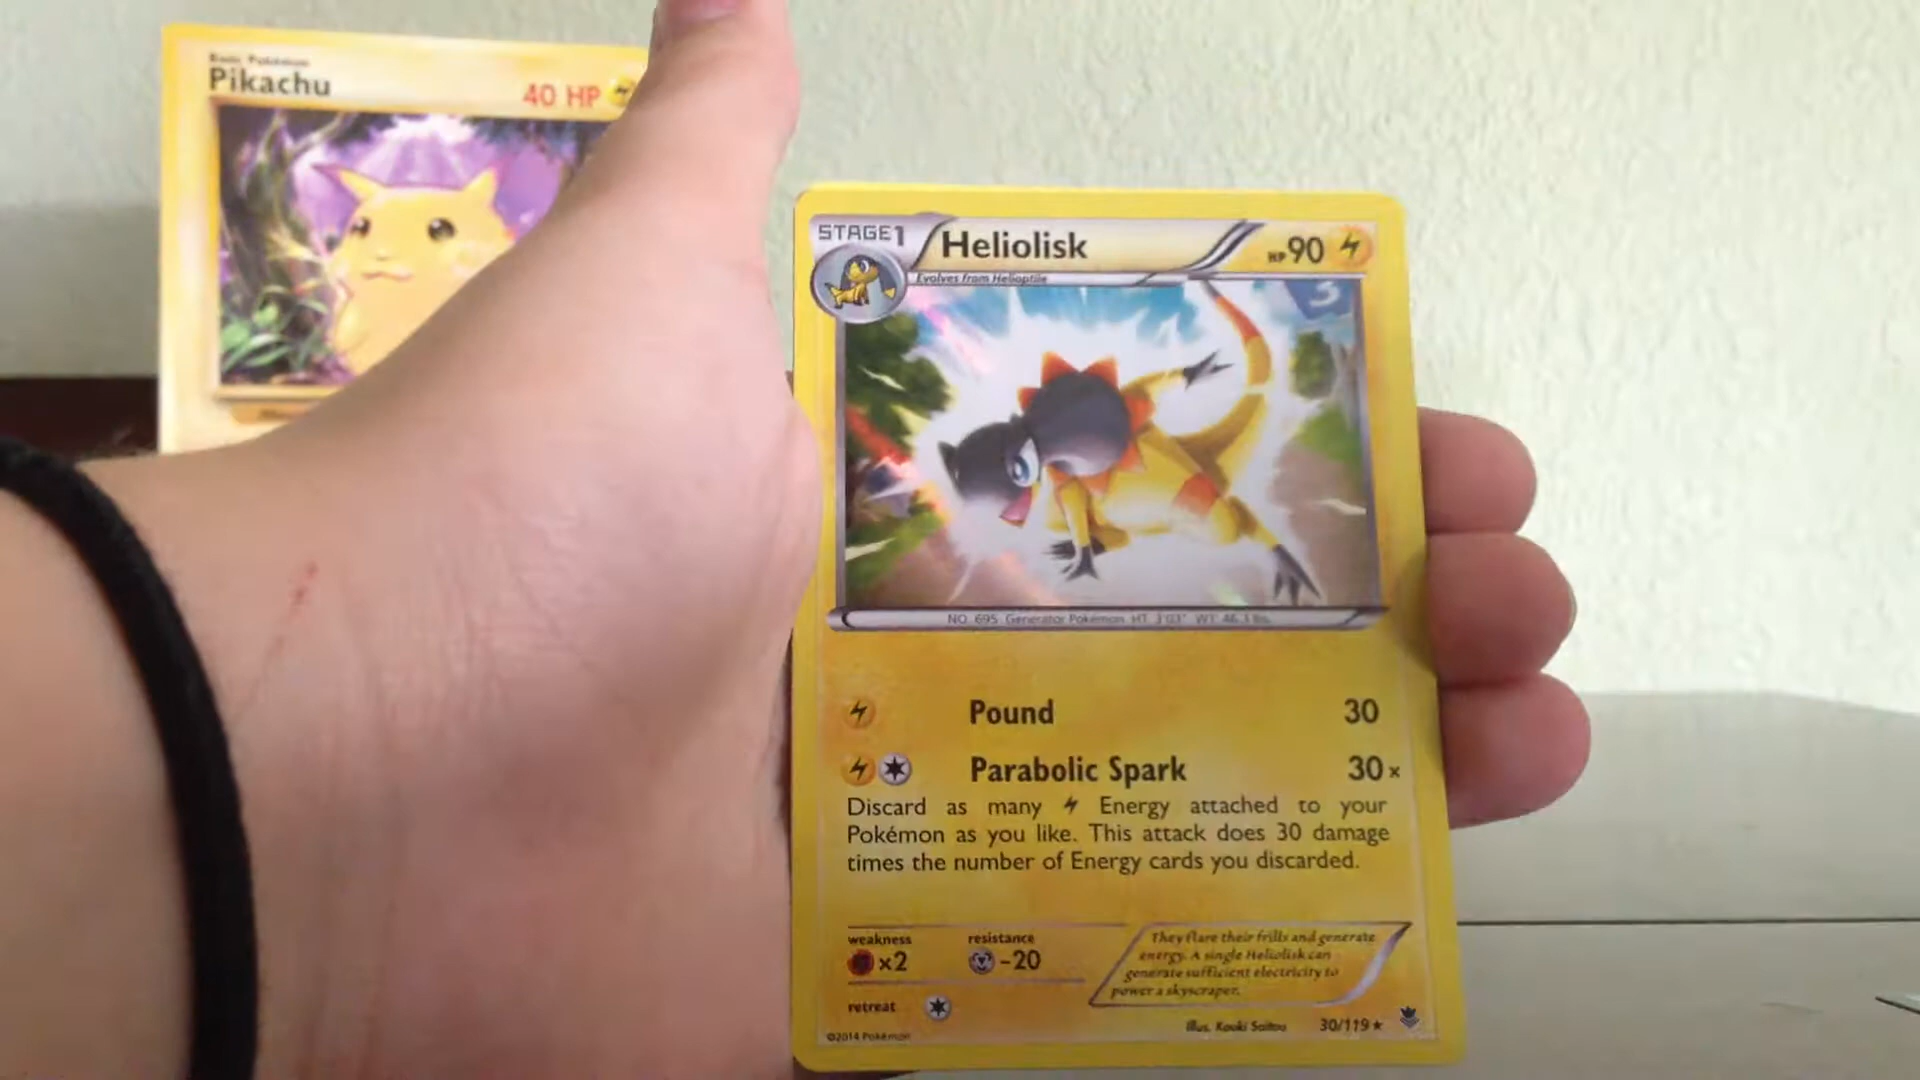 Basic Pokémon
Pikachu
40 HP
STAGE1
Heliolisk
HP90
Evolves from Helioptile
NO. 695 Generator Pokémon HT 3'03" WT 46.3 lbs.
Pound 30
Parabolic Spark 30x
Discard as many Energy attached to your
Pokémon as you like. This attack does 30 damage
times the number of Energy cards you discarded.
weakness
x2
resistance
-20
retreat
They flare their frills and generate
energy. A single Heliolisk can
generate sufficient electricity to
power a skyscraper.
©2014 Pokémon
Illus. Kouki Saitou
30/119